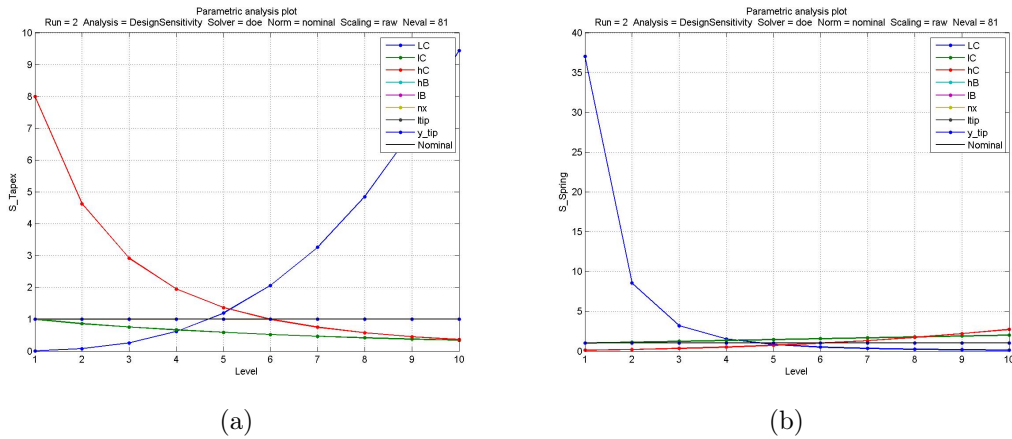 Parametric analysis plot
Run = 2 Analysis = DesignSensitivity Solver = doe Norm = nominal Scaling = raw Neval = 81
10
9
8
7
6
5
4
3
2
1
0
S_Tapex
1 2 3 4 5 6 7 8 9 10
Level
LC
lC
hC
hB
lB
nx
ltip
y_tip
Nominal
(a)
Parametric analysis plot
Run = 2 Analysis = DesignSensitivity Solver = doe Norm = nominal Scaling = raw Neval = 81
40
35
30
25
20
15
10
5
0
S_Spring
1 2 3 4 5 6 7 8 9 10
Level
LC
lC
hC
hB
lB
nx
ltip
y_tip
Nominal
(b)